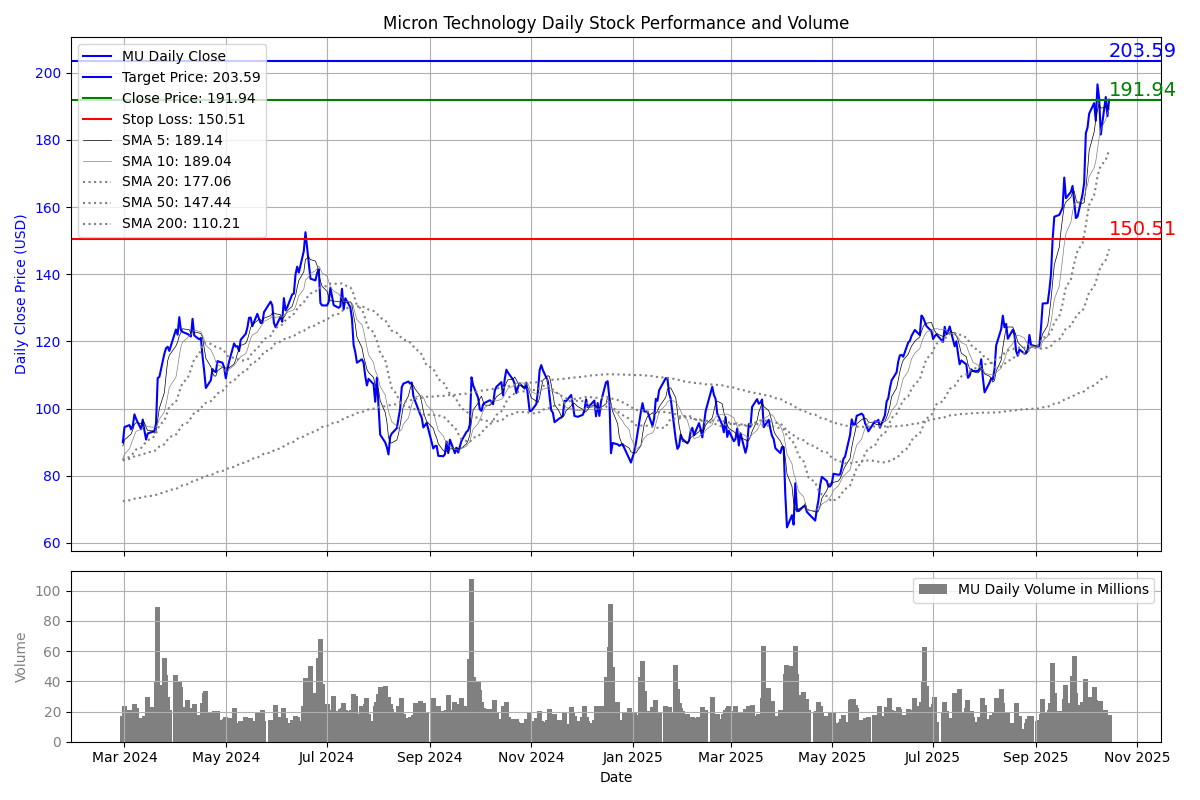 Micron Technology Daily Stock Performance and Volume
203.59
191.94
150.51
MU Daily Close
Target Price: 203.59
Close Price: 191.94
Stop Loss: 150.51
SMA 5: 189.14
SMA 10: 189.04
SMA 20: 177.06
SMA 50: 147.44
SMA 200: 110.21
Daily Close Price (USD)
200
180
160
140
120
100
80
60
MU Daily Volume in Millions
Volume
100
80
60
40
20
0
Mar 2024 May 2024 Jul 2024 Sep 2024 Nov 2024 Jan 2025 Mar 2025 May 2025 Jul 2025 Sep 2025 Nov 2025
Date